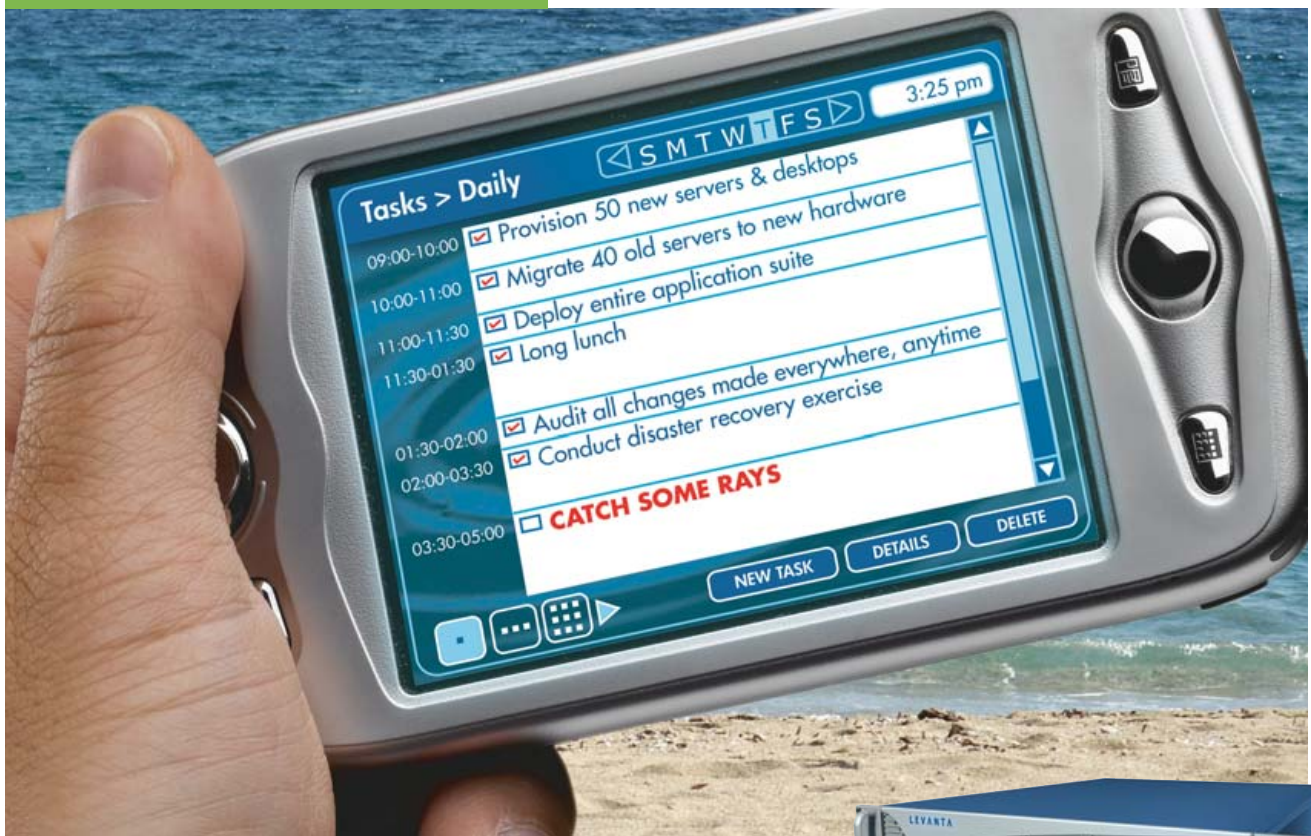 Tasks > Daily
S M T W T F S
3:25 pm
09:00-10:00 Provision 50 new servers & desktops
10:00-11:00 Migrate 40 old servers to new hardware
11:00-11:30 Deploy entire application suite
11:30-01:30 Long lunch
01:30-02:00 Audit all changes made everywhere, anytime
02:00-03:30 Conduct disaster recovery exercise
03:30-05:00 CATCH SOME RAYS
NEW TASK
DETAILS
DELETE
LEVANTA